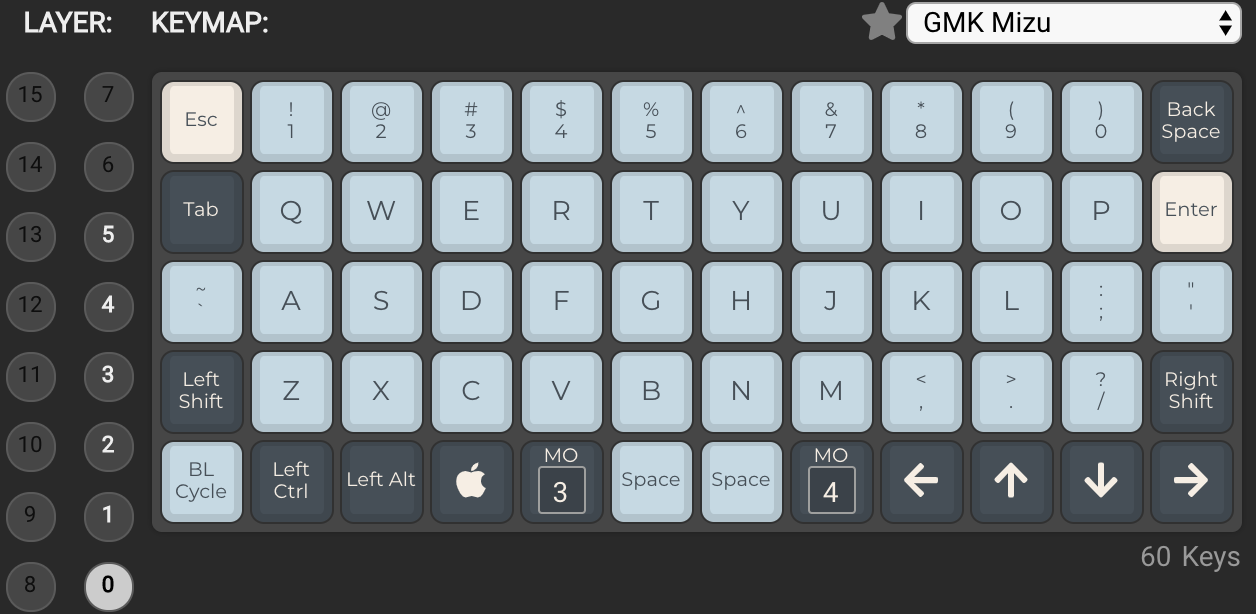 LAYER: KEYMAP: GMK Mizu
15 7
14 6
13 5
12 4
11 3
10 2
9 1
8 0
Esc ! @ # $ % ^ & * ( ) Back
1 2 3 4 5 6 7 8 9 0 Space
Tab Q W E R T Y U I O P Enter
~ : "
` A S D F G H J K L ; '
Left < > ? Right
Shift Z X C V B N M , . / Shift
BL Left Left Alt MO Space Space MO ← ↑ ↓ →
Cycle Ctrl 3 4
60 Keys